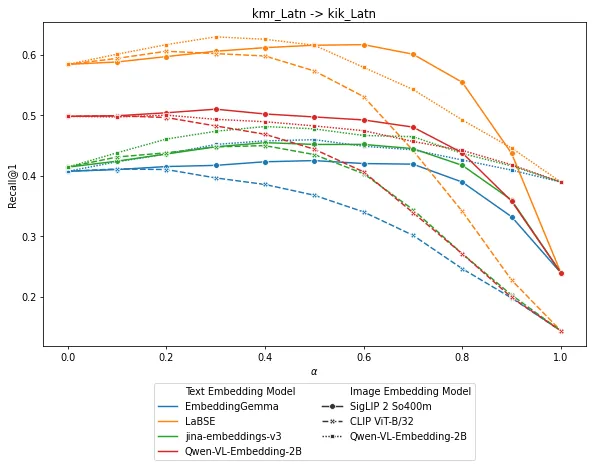 kmr_Latn -> kik_Latn
Recall@1
0.6
0.5
0.4
0.3
0.2
0.0 0.2 0.4 0.6 0.8 1.0
α
Text Embedding Model Image Embedding Model
EmbeddingGemma SigLIP 2 So400m
LaBSE CLIP ViT-B/32
jina-embeddings-v3 Qwen-VL-Embedding-2B
Qwen-VL-Embedding-2B